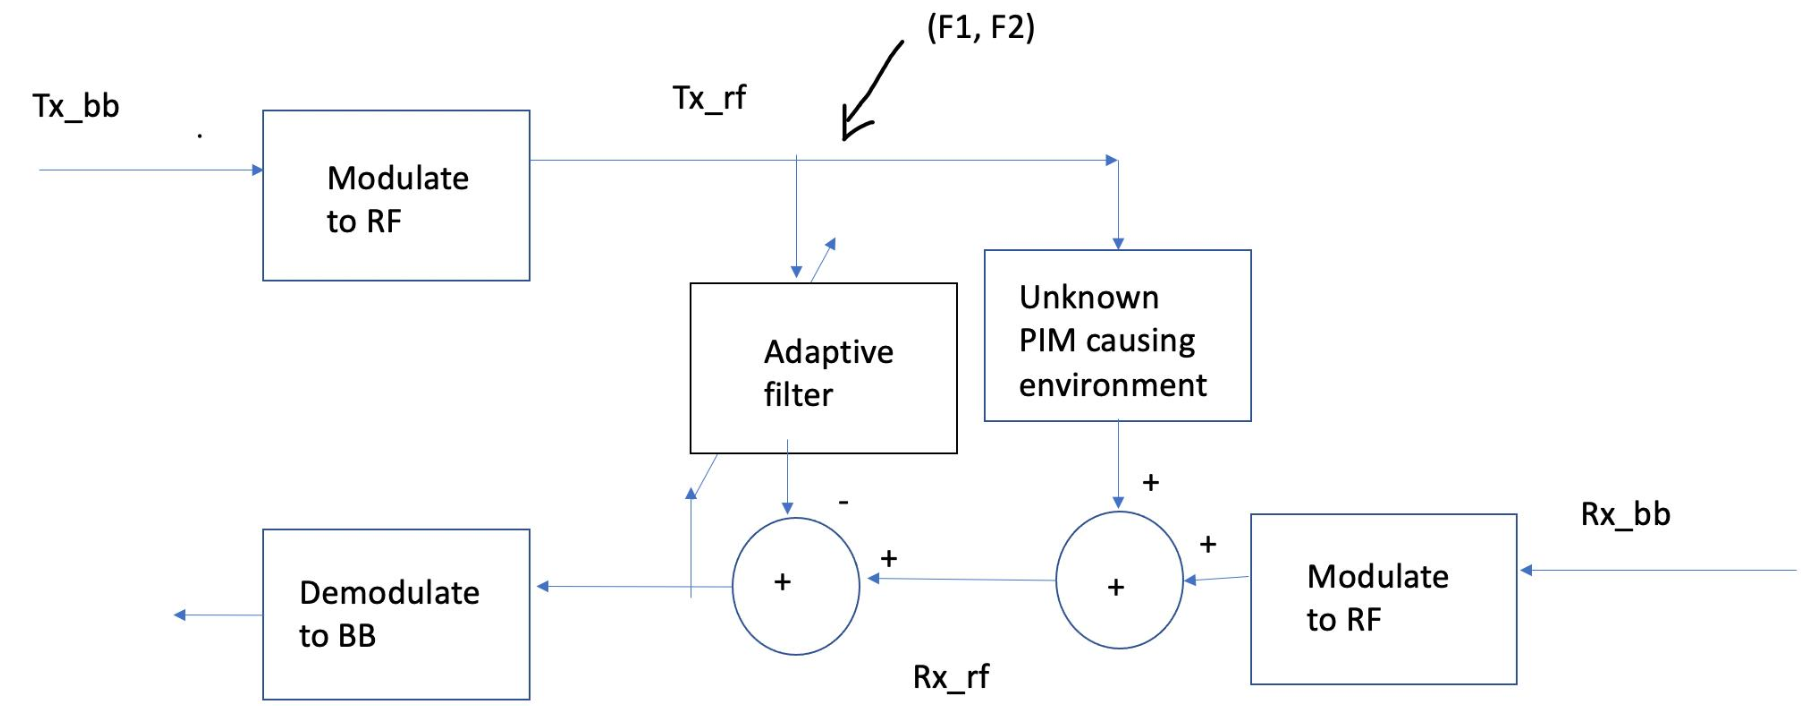 (F1, F2)
Tx_bb
Tx_rf
Modulate
to RF
Unknown
PIM causing
environment
Adaptive
filter
+
-
Rx_bb
+
+
Modulate
to RF
+
+
Demodulate
to BB
Rx_rf